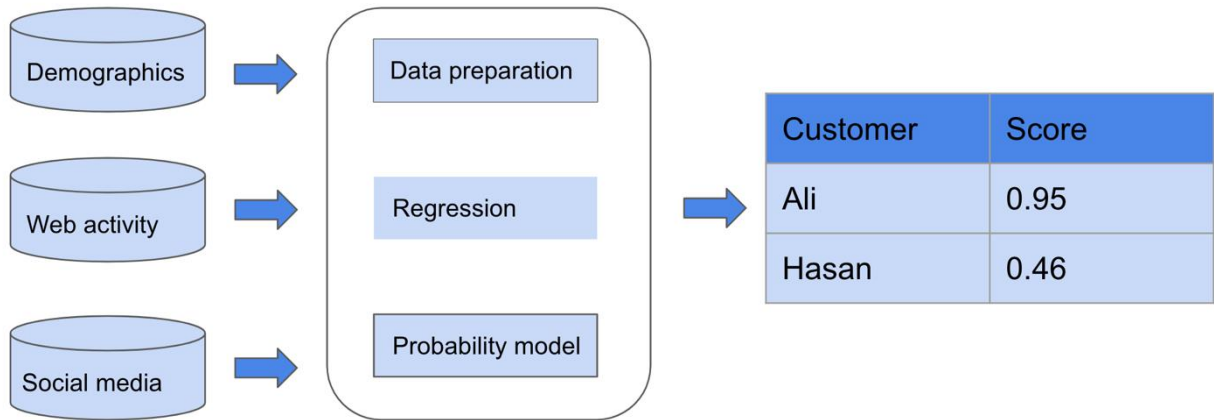 Demographics
Data preparation
Customer Score
Ali 0.95
Hasan 0.46
Web activity
Regression
Social media
Probability model